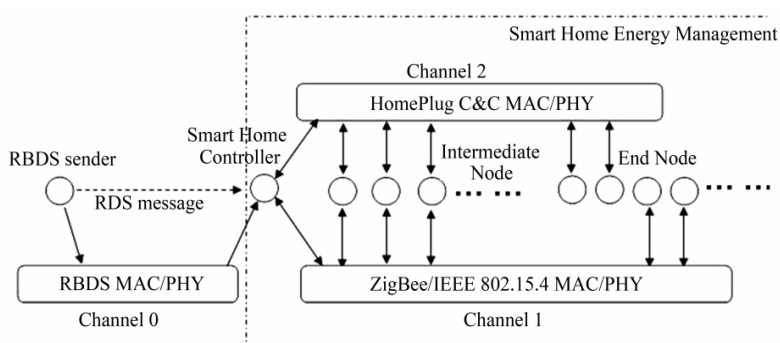 Smart Home Energy Management
Channel 2
HomePlug C&C MAC/PHY
Smart Home
Controller
RBDS sender
Intermediate
Node
End Node
RDS message
RBDS MAC/PHY
ZigBee/IEEE 802.15.4 MAC/PHY
Channel 0
Channel 1